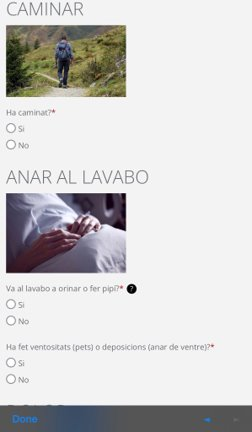 CAMINAR
Ha caminat?*
Si
No
ANAR AL LAVABO
Va al lavabo a orinar o fer pipí?* ?
Si
No
Ha fet ventositats (pets) o deposicions (anar de ventre)?*
Si
No
Done